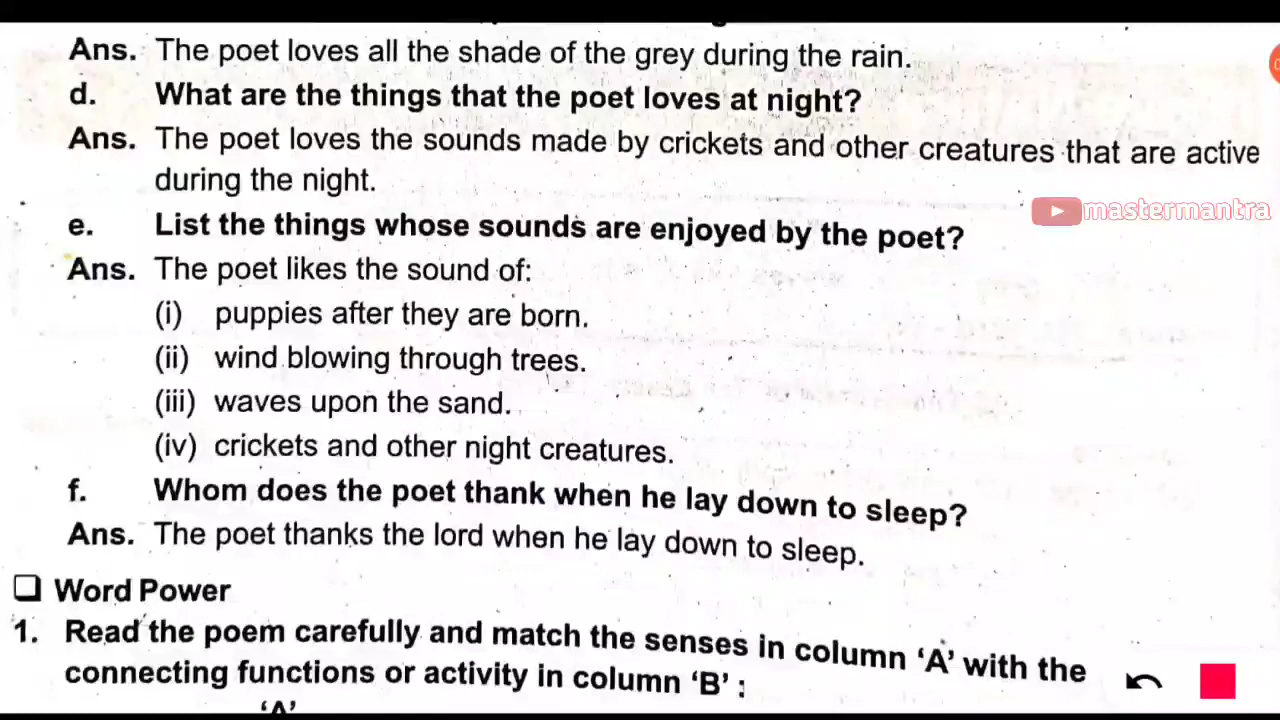 Ans. The poet loves all the shade of the grey during the rain.
d. What are the things that the poet loves at night?
Ans. The poet loves the sounds made by crickets and other creatures that are active
during the night.
mastermantra
e. List the things whose sounds are enjoyed by the poet?
Ans. The poet likes the sound of:
(i) puppies after they are born.
(ii) wind blowing through trees.
(iii) waves upon the sand.
(iv) crickets and other night creatures.
f. Whom does the poet thank when he lay down to sleep?
Ans. The poet thanks the lord when he lay down to sleep.
❑ Word Power
1. Read the poem carefully and match the senses in column ‘A’ with the
connecting functions or activity in column ‘B’ :
‘A’